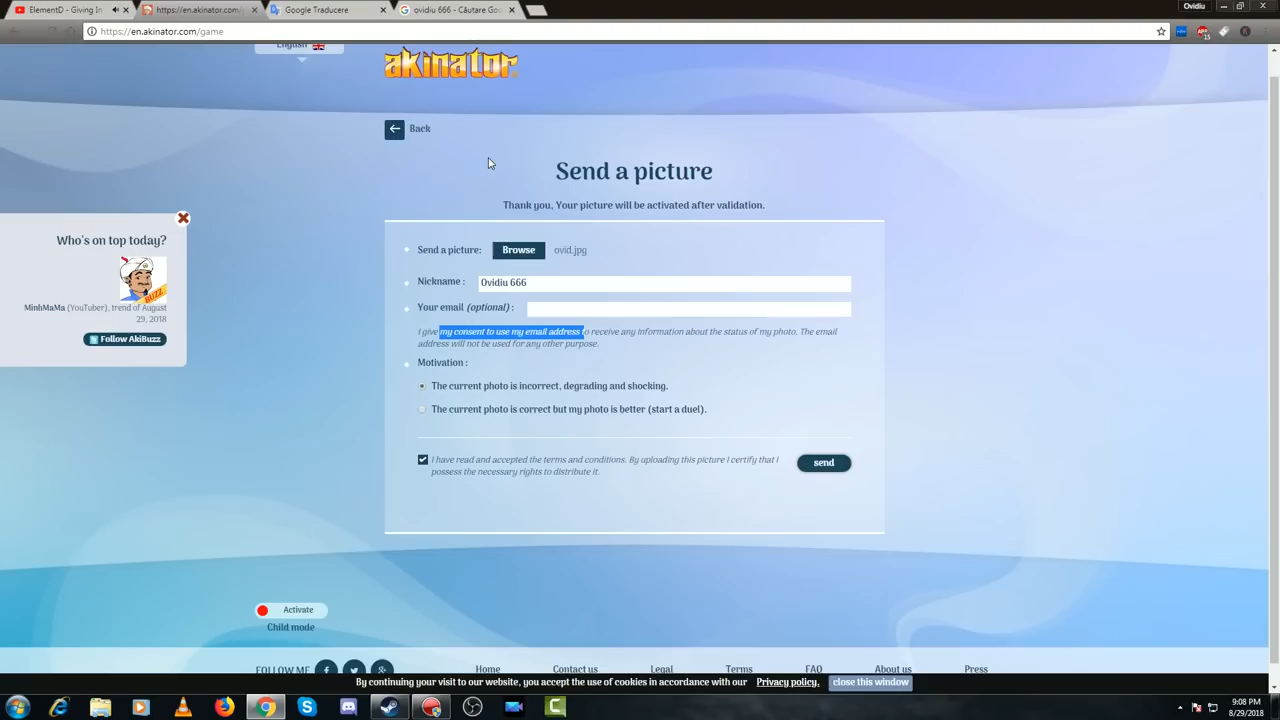 ElementD - Giving In
https://en.akinator.com/
Google Traducere
ovidiu 666 - Căutare Goo
Ovidiu
https://en.akinator.com/game
English
akinator
Back
Send a picture
Thank you, Your picture will be activated after validation.
Who's on top today?
BUZZ
MinhMaMa (YouTuber), trend of August
29, 2018
Follow AkiBuzz
Send a picture: Browse ovid.jpg
Nickname : Ovidiu 666
Your email (optional) :
I give my consent to use my email address to receive any information about the status of my photo. The email
address will not be used for any other purpose.
Motivation :
The current photo is incorrect, degrading and shocking.
The current photo is correct but my photo is better (start a duel).
I have read and accepted the terms and conditions. By uploading this picture I certify that I
possess the necessary rights to distribute it.
send
Activate
Child mode
FOLLOW ME
Home Contact us Legal Terms FAQ About us Press
By continuing your visit to our website, you accept the use of cookies in accordance with our Privacy policy. close this window
9:08 PM
8/29/2018